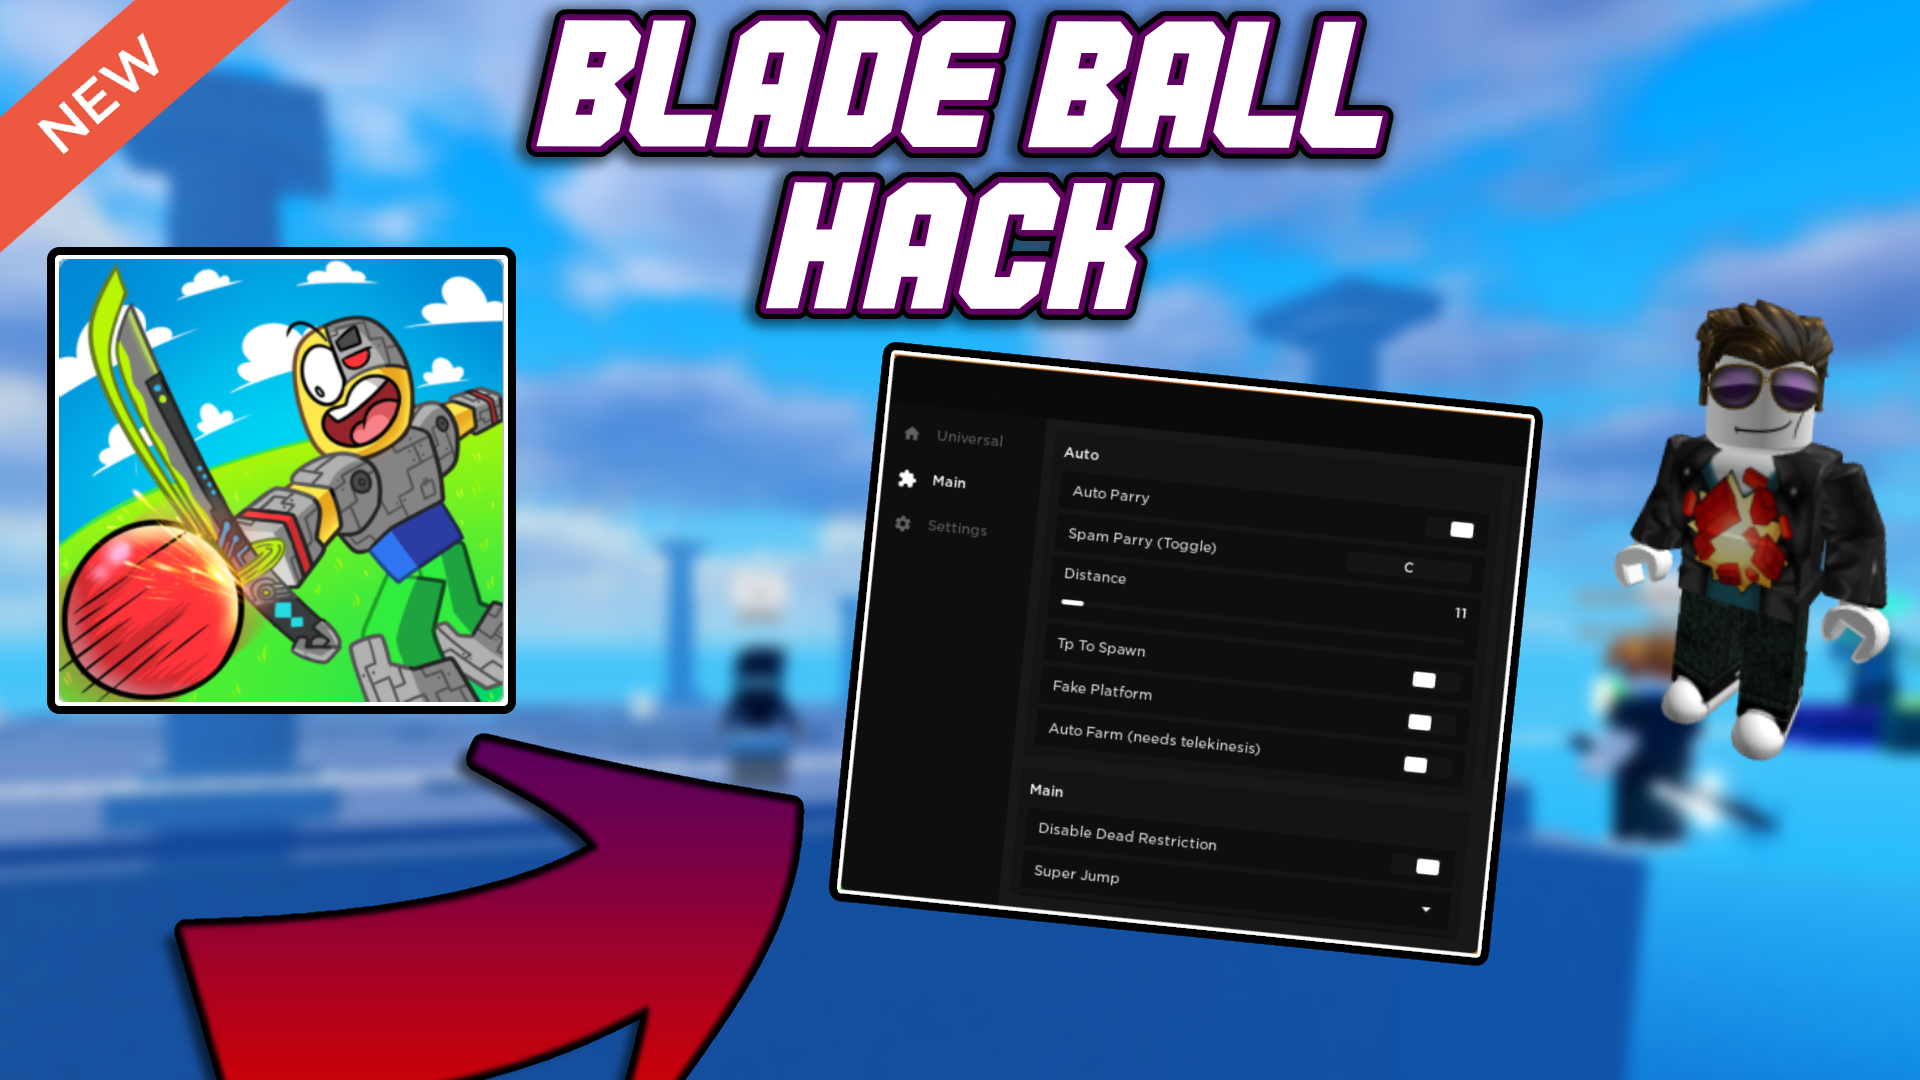 NEW
BLADE BALL
HACK
Universal
Main
Settings
Auto
Auto Parry
Spam Parry (Toggle)
C
Distance
11
Tp To Spawn
Fake Platform
Auto Farm (needs telekinesis)
Main
Disable Dead Restriction
Super Jump